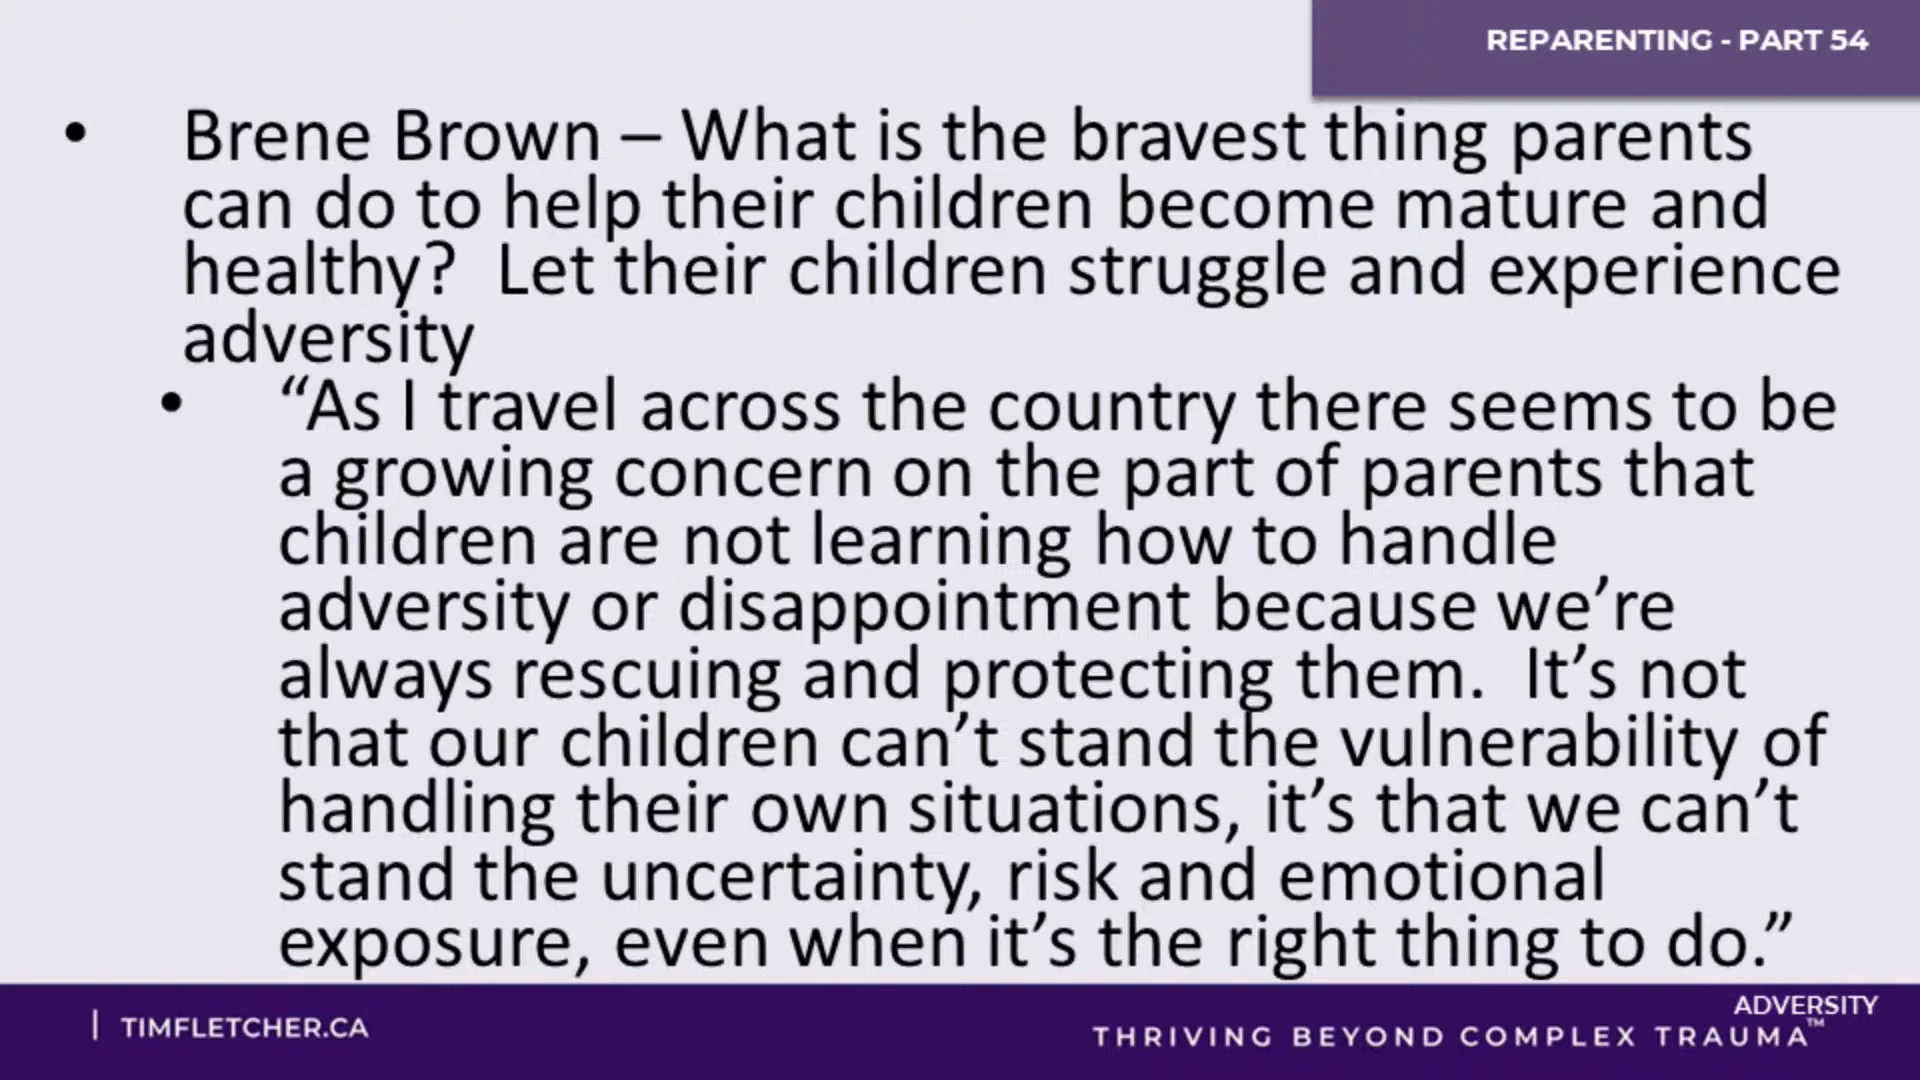 REPARENTING - PART 54
• Brene Brown – What is the bravest thing parents
can do to help their children become mature and
healthy?  Let their children struggle and experience
adversity
• “As I travel across the country there seems to be
a growing concern on the part of parents that
children are not learning how to handle
adversity or disappointment because we’re
always rescuing and protecting them.  It’s not
that our children can’t stand the vulnerability of
handling their own situations, it’s that we can’t
stand the uncertainty, risk and emotional
exposure, even when it’s the right thing to do.”
| TIMFLETCHER.CA
ADVERSITY
THRIVING BEYOND COMPLEX TRAUMA™